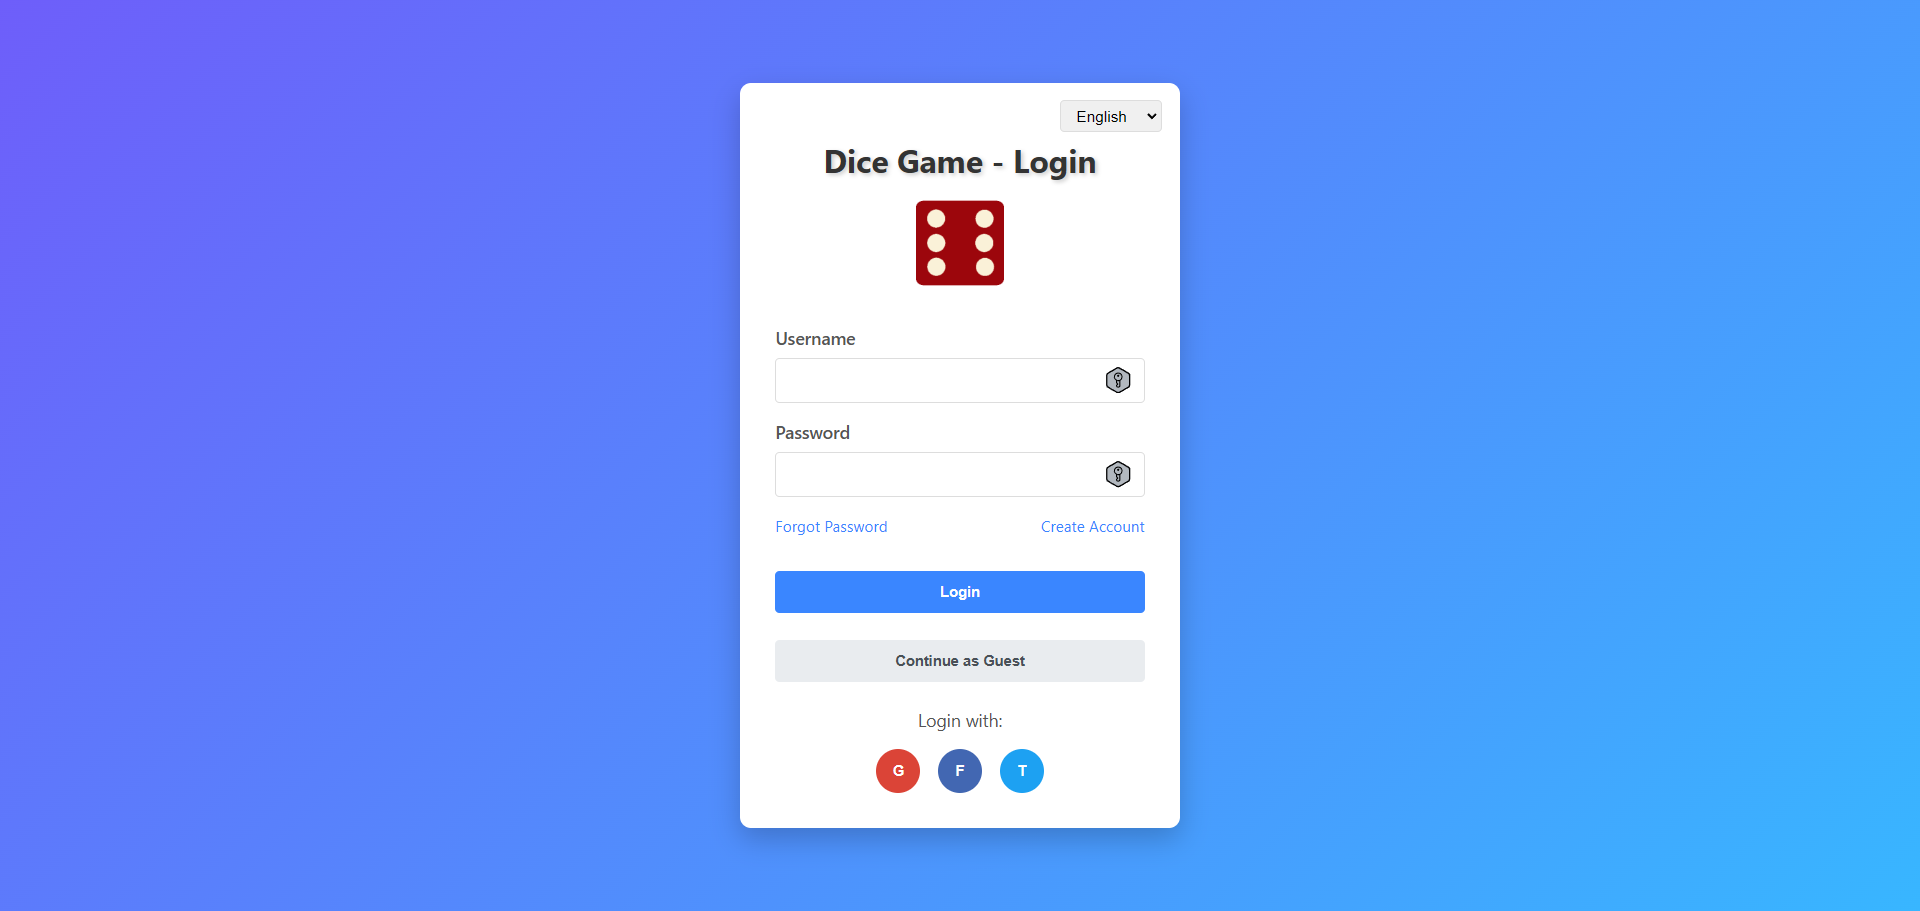 English
Dice Game - Login
Username
Password
Forgot Password
Create Account
Login
Continue as Guest
Login with:
G F T